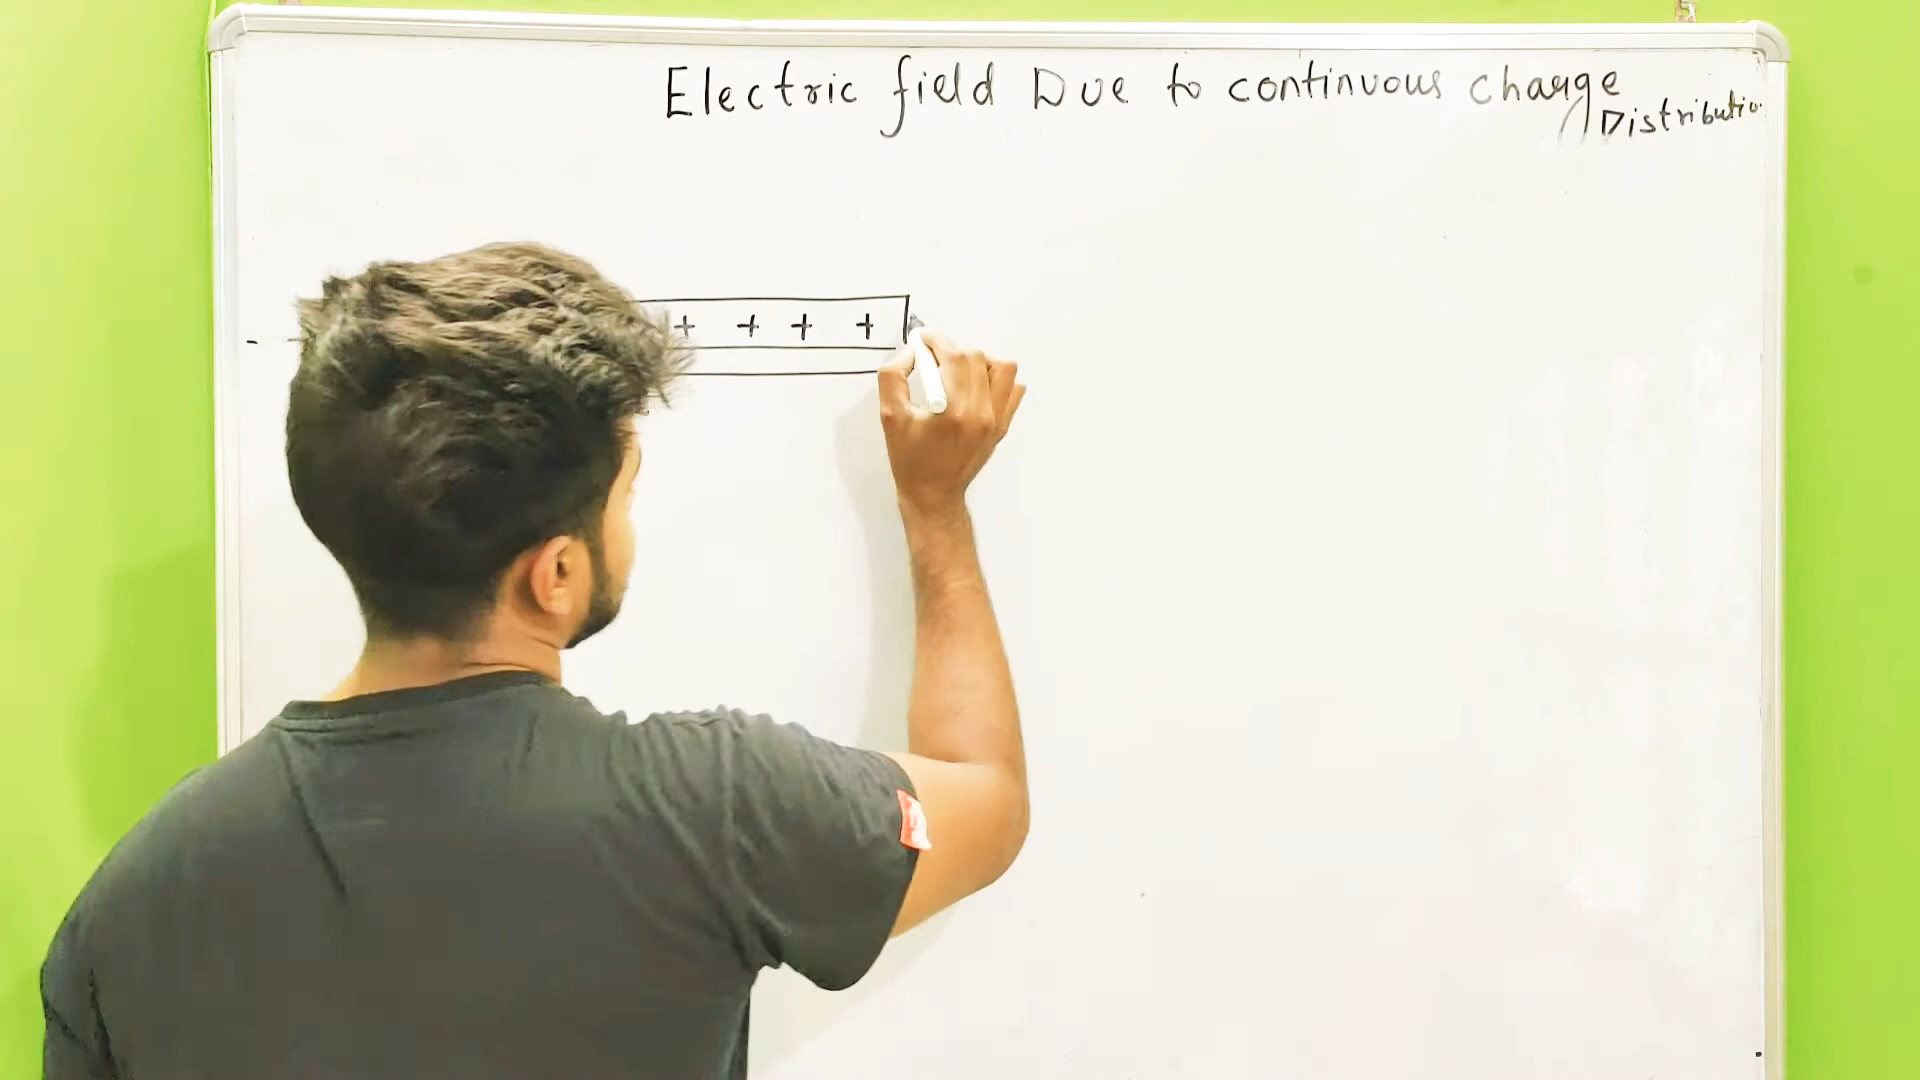 Electric field Due to continuous charge
Distributio
+ + + +
-